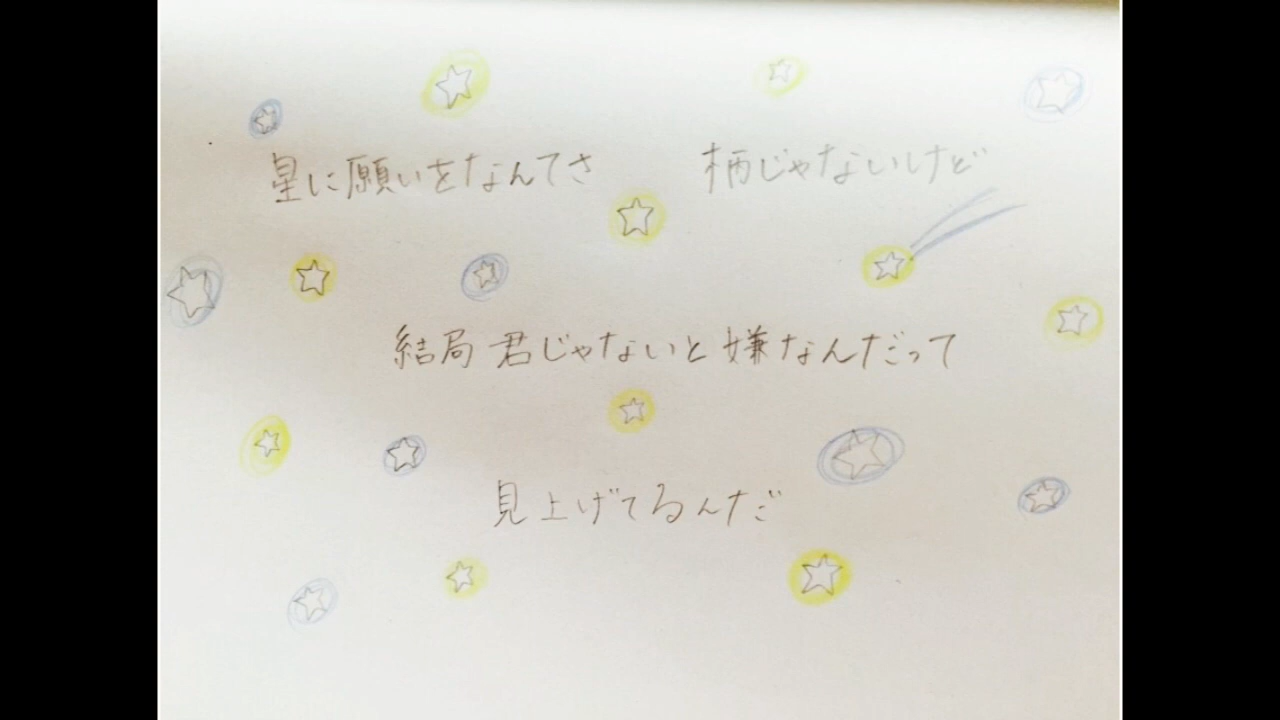 星に願いをなんてさ 柄じゃないけど
結局 君じゃないと嫌なんだって
見上げてるんだ